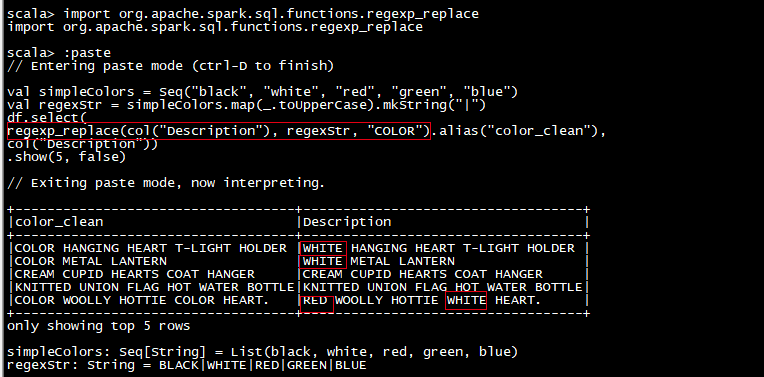 scala> import org.apache.spark.sql.functions.regexp_replace
import org.apache.spark.sql.functions.regexp_replace
scala> :paste
// Entering paste mode (ctrl-D to finish)
val simpleColors = Seq("black", "white", "red", "green", "blue")
val regexStr = simpleColors.map(_.toUppercase).mkString("|")
df.select(
regexp_replace(col("Description"), regexStr, "COLOR").alias("color_clean"),
col("Description"))
.show(5, false)
// Exiting paste mode, now interpreting.
+-----------------------------------+-----------------------------------+
|color_clean                        |Description                        |
+-----------------------------------+-----------------------------------+
|COLOR HANGING HEART T-LIGHT HOLDER |WHITE HANGING HEART T-LIGHT HOLDER |
|COLOR METAL LANTERN                |WHITE METAL LANTERN                |
|CREAM CUPID HEARTS COAT HANGER     |CREAM CUPID HEARTS COAT HANGER     |
|KNITTED UNION FLAG HOT WATER BOTTLE|KNITTED UNION FLAG HOT WATER BOTTLE|
|COLOR WOOLLY HOTTIE COLOR HEART.   |RED WOOLLY HOTTIE WHITE HEART.     |
+-----------------------------------+-----------------------------------+
only showing top 5 rows
simpleColors: Seq[String] = List(black, white, red, green, blue)
regexStr: String = BLACK|WHITE|RED|GREEN|BLUE